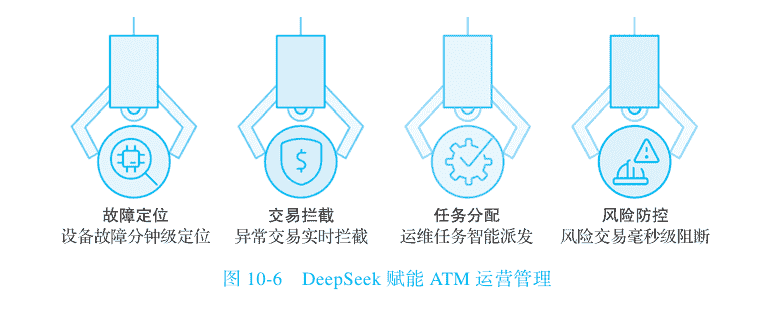 故障定位
设备故障分钟级定位
交易拦截
异常交易实时拦截
任务分配
运维任务智能派发
风险防控
风险交易毫秒级阻断
图 10-6 DeepSeek 赋能 ATM 运营管理